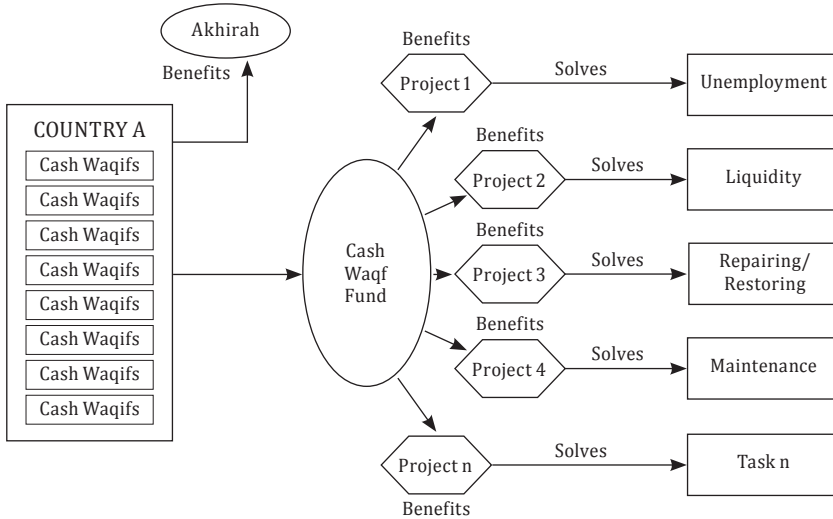 Akhirah
Benefits
COUNTRY A
Cash Waqifs
Cash Waqifs
Cash Waqifs
Cash Waqifs
Cash Waqifs
Cash Waqifs
Cash Waqifs
Cash Waqifs
Cash
Waqf
Fund
Benefits
Project 1
Solves
Unemployment
Benefits
Project 2
Solves
Liquidity
Benefits
Project 3
Solves
Repairing/
Restoring
Benefits
Project 4
Solves
Maintenance
Project n
Benefits
Solves
Task n